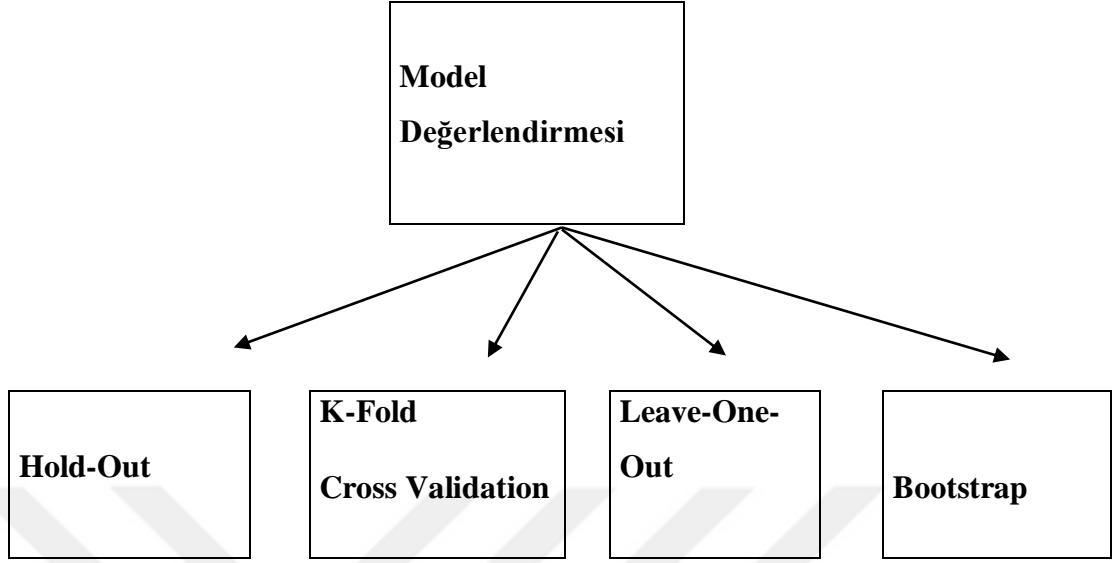 Model
Değerlendirmesi
Hold-Out
K-Fold
Cross Validation
Leave-One-
Out
Bootstrap